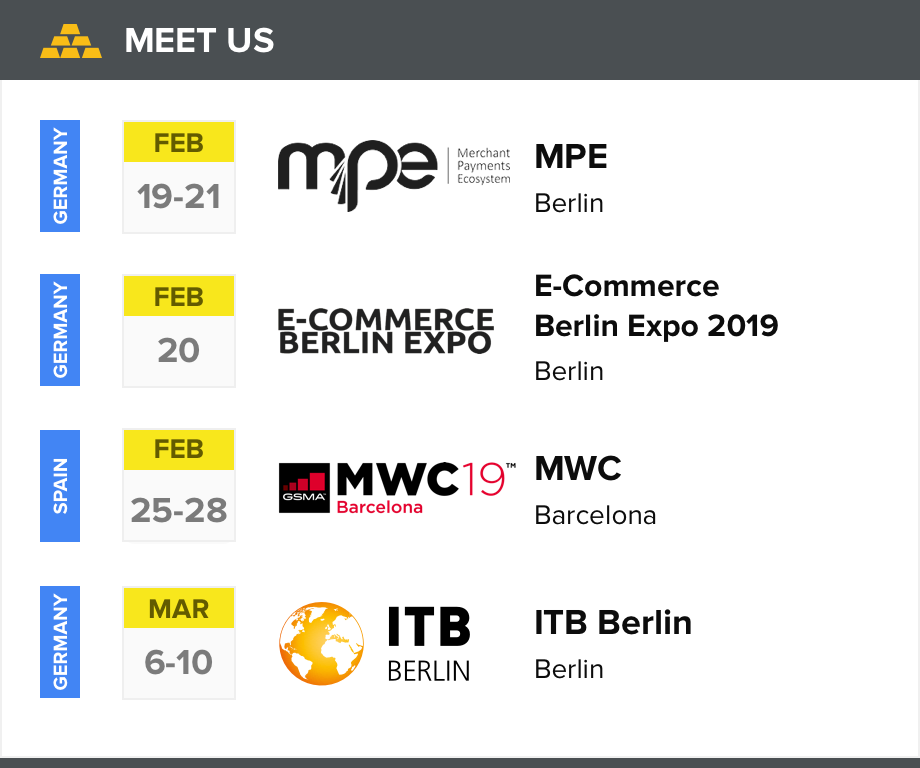 MEET US
GERMANY
FEB
19-21
mpe
Merchant
Payments
Ecosystem
MPE
Berlin
GERMANY
FEB
20
E-COMMERCE
BERLIN EXPO
E-Commerce
Berlin Expo 2019
Berlin
SPAIN
FEB
25-28
GSMA
MWC19™
Barcelona
MWC
Barcelona
GERMANY
MAR
6-10
ITB
BERLIN
ITB Berlin
Berlin